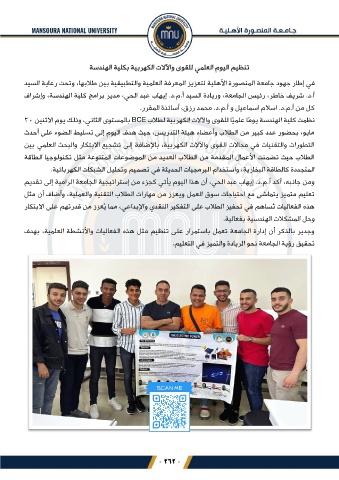 MANSOURA NATIONAL UNIVERSITY
جامعة المنصورة الأهلية
تنظيم اليوم العلمي للقوى والآلات الكهربية بكلية الهندسة
في إطار جهود جامعة المنصورة الأهلية لتعزيز المعرفة العلمية والتطبيقية بين طلابها، وتحت رعاية السيد
أ.د. شريف خاطر، رئيس الجامعة، وريادة السيد أ.م.د. إيهاب عبد الحي، مدير برامج كلية الهندسة، وإشراف
كل من أ.م.د. اسلام اسماعيل و أ.م.د. محمد رزق، أساتذة المقرر.
نظمت كلية الهندسة يومًا علميًا للقوى والآلات الكهربية لطلاب BCE بالمستوى الثاني، وذلك يوم الاثنين ٢٠
مايو، بحضور عدد كبير من الطلاب وأعضاء هيئة التدريس، حيث هدف اليوم إلى تسليط الضوء على أحدث
التطورات والتقنيات في مجالات القوى والآلات الكهربية، بالإضافة إلى تشجيع الابتكار والبحث العلمي بين
الطلاب حيث تضمنت الأعمال المقدمة من الطلاب العديد من الموضوعات المتنوعة مثل تكنولوجيا الطاقة
المتجددة كالطاقة البخارية، واستخدام البرمجيات الحديثة في تصميم وتحليل الشبكات الكهربائية.
ومن جانبه، أكد أ.م.د. إيهاب عبد الحي، أن هذا اليوم يأتي كجزء من إستراتيجية الجامعة الرامية إلى تقديم
تعليم متميز يتماشى مع احتياجات سوق العمل ويعزز من مهارات الطلاب التقنية والعملية، وأضاف أن مثل
هذه الفعاليات تُساهم في تحفيز الطلاب على التفكير النقدي والإبداعي، مما يُعزز من قدرتهم على الابتكار
وحل المشكلات الهندسية بفعالية.
وجدير بالذكر أن إدارة الجامعة تعمل باستمرار على تنظيم مثل هذه الفعاليات والأنشطة العلمية، بهدف
تحقيق رؤية الجامعة نحو الريادة والتميز في التعليم.
SCAN ME
٢٦٢